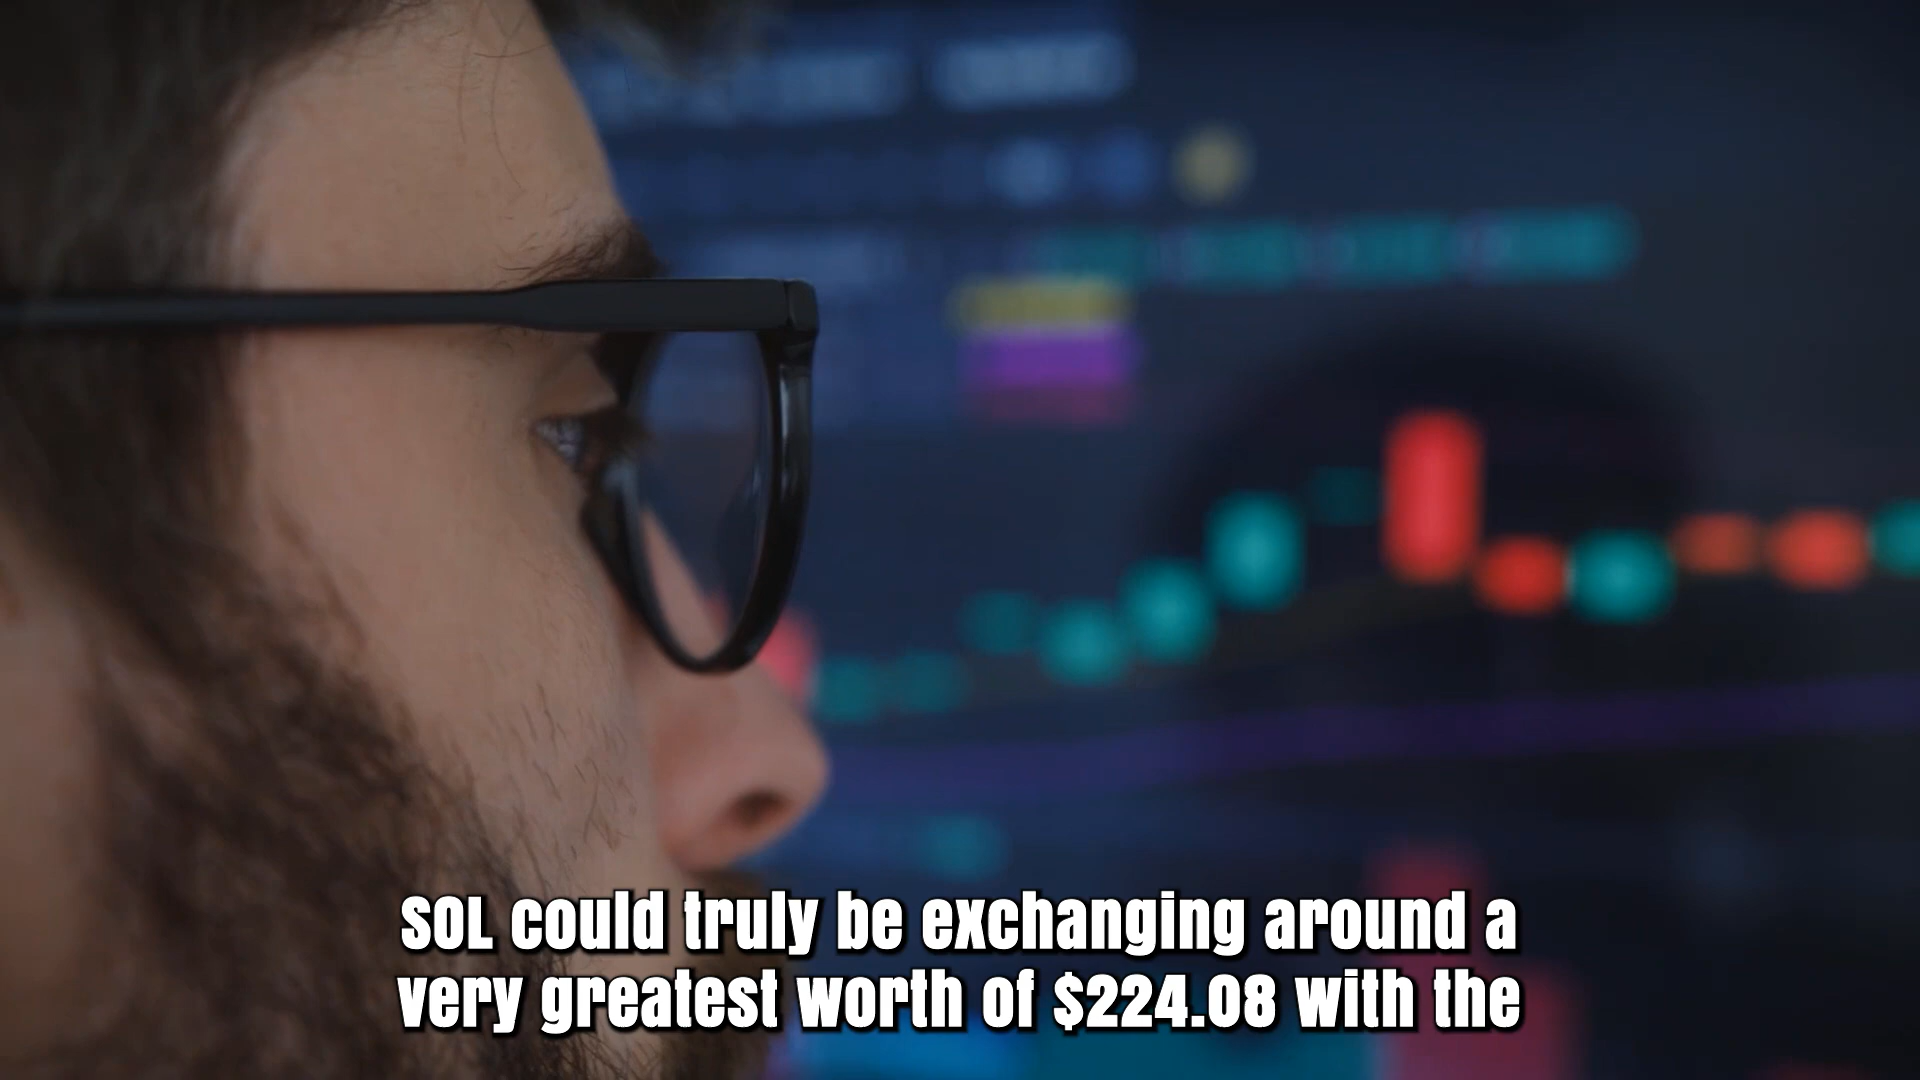 SOL could truly be exchanging around a
very greatest worth of $224.08 with the